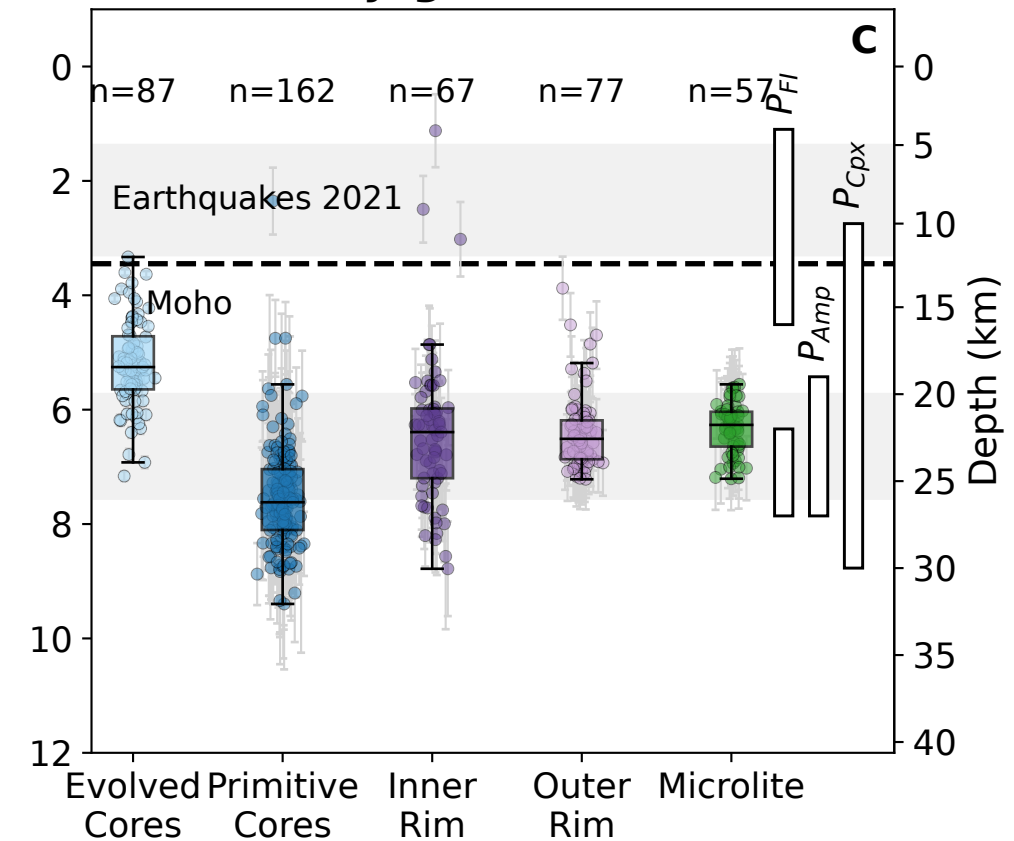 C
0
2
4
6
8
10
12
n=87
n=162
n=67
n=77
n=57
Earthquakes 2021
Moho
P_FI
P_Cpx
P_Amp
0
5
10
15
20
25
30
35
40
Depth (km)
Evolved
Cores
Primitive
Cores
Inner
Rim
Outer
Rim
Microlite